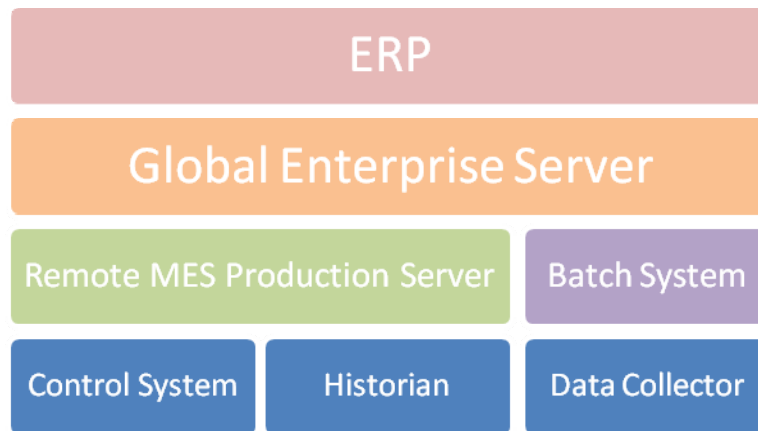 ERP
Global Enterprise Server
Remote MES Production Server
Batch System
Control System
Historian
Data Collector